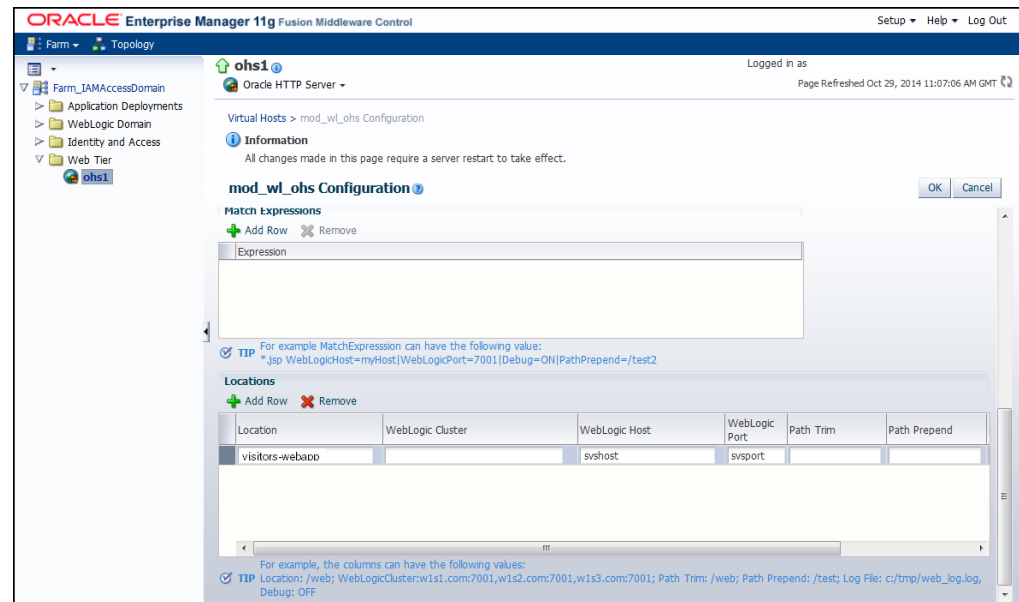 ORACLE Enterprise Manager 11g Fusion Middleware Control
Setup Help Log Out
Farm Topology
Farm_IAMAccessDomain
Application Deployments
WebLogic Domain
Identity and Access
Web Tier
ohs1
ohs1
Logged in as
Oracle HTTP Server
Page Refreshed Oct 29, 2014 11:07:06 AM GMT
Virtual Hosts > mod_wl_ohs Configuration
Information
All changes made in this page require a server restart to take effect.
mod_wl_ohs Configuration
OK Cancel
Match Expressions
Add Row Remove
Expression
TIP For example MatchExpresssion can have the following value:
*.jsp WebLogicHost=myHost|WebLogicPort=7001|Debug=ON|PathPrepend=/test2
Locations
Add Row Remove
Location WebLogic Cluster WebLogic Host WebLogic Port Path Trim Path Prepend
visitors-webapp svshost svsport
For example, the columns can have the following values:
TIP Location: /web; WebLogicCluster:w1s1.com:7001,w1s2.com:7001,w1s3.com:7001; Path Trim: /web; Path Prepend: /test; Log File: c:/tmp/web_log.log,
Debug: OFF